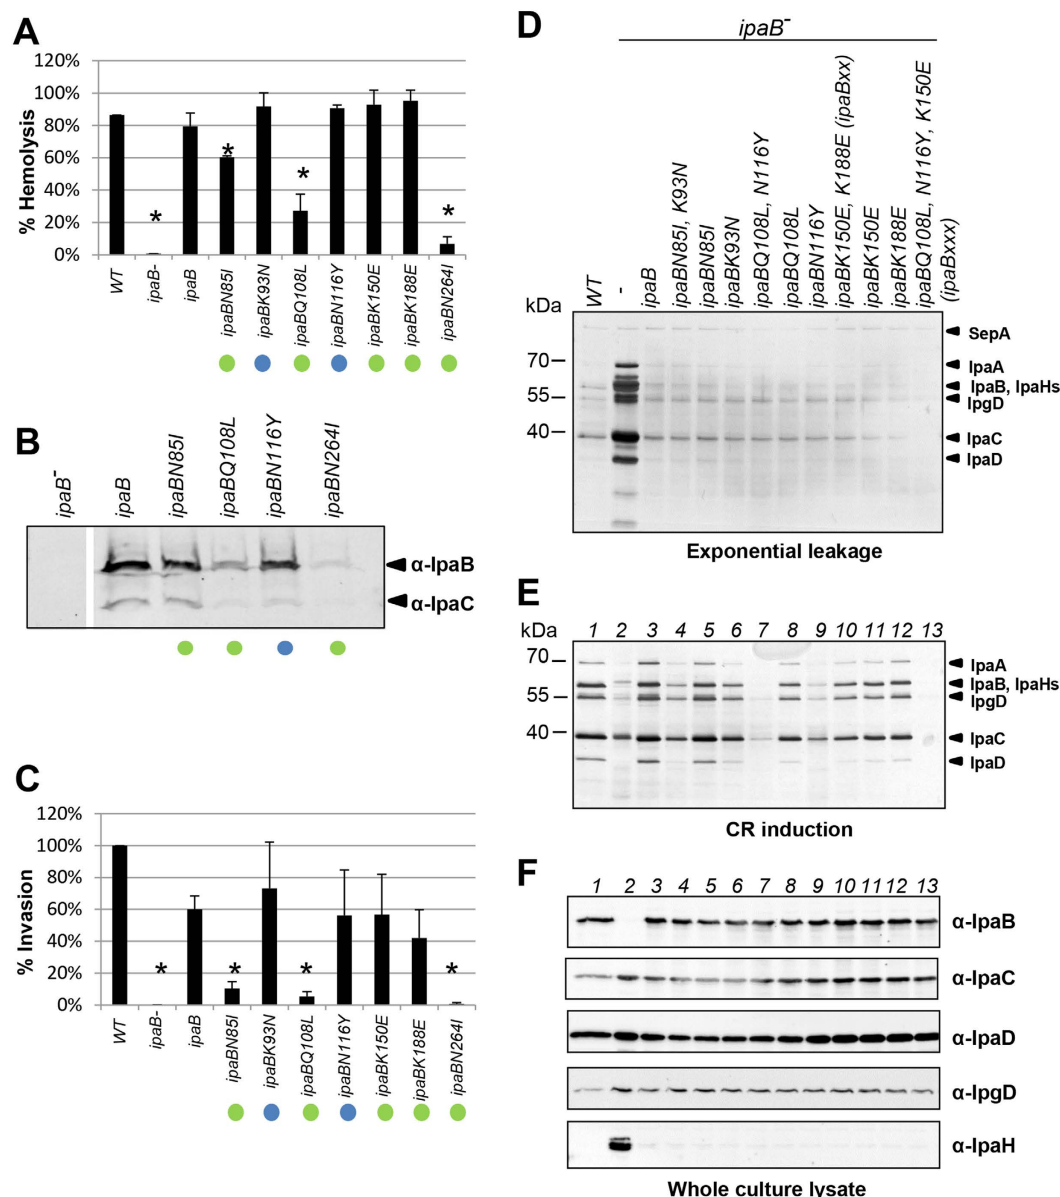 A
120%
100%
80%
60%
40%
20%
0%
% Hemolysis
*
*
*
*
WT
ipaB-
ipaB
ipaBN85I
ipaBK93N
ipaBQ108L
ipaBN116Y
ipaBK150E
ipaBK188E
ipaBN264I
B
ipaB-
ipaB
ipaBN85I
ipaBQ108L
ipaBN116Y
ipaBN264I
α-IpaB
α-IpaC
C
120%
100%
80%
60%
40%
20%
0%
% Invasion
*
*
*
*
WT
ipaB-
ipaB
ipaBN85I
ipaBK93N
ipaBQ108L
ipaBN116Y
ipaBK150E
ipaBK188E
ipaBN264I
D
ipaB-
WT
-
ipaB
ipaBN85I, K93N
ipaBN85I
ipaBK93N
ipaBQ108L, N116Y
ipaBQ108L
ipaBN116Y
ipaBK150E, K188E (ipaBxx)
ipaBK150E
ipaBK188E
ipaBQ108L, N116Y, K150E
(ipaBxxx)
kDa
70
55
40
SepA
IpaA
IpaB, IpaHs
IpgD
IpaC
IpaD
Exponential leakage
E
kDa
1 2 3 4 5 6 7 8 9 10 11 12 13
70
55
40
IpaA
IpaB, IpaHs
IpgD
IpaC
IpaD
CR induction
F
1 2 3 4 5 6 7 8 9 10 11 12 13
α-IpaB
α-IpaC
α-IpaD
α-IpgD
α-IpaH
Whole culture lysate